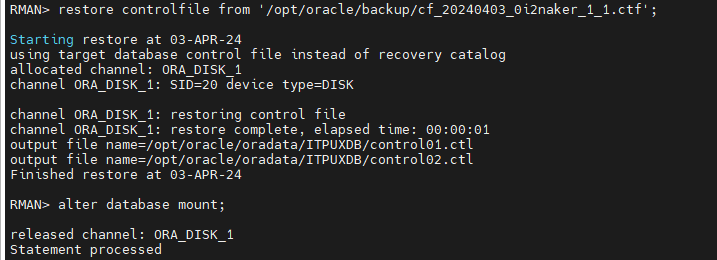 RMAN> restore controlfile from '/opt/oracle/backup/cf_20240403_0i2naker_1_1.ctf';
Starting restore at 03-APR-24
using target database control file instead of recovery catalog
allocated channel: ORA_DISK_1
channel ORA_DISK_1: SID=20 device type=DISK
channel ORA_DISK_1: restoring control file
channel ORA_DISK_1: restore complete, elapsed time: 00:00:01
output file name=/opt/oracle/oradata/ITPUXDB/control01.ctl
output file name=/opt/oracle/oradata/ITPUXDB/control02.ctl
Finished restore at 03-APR-24
RMAN> alter database mount;
released channel: ORA_DISK_1
Statement processed